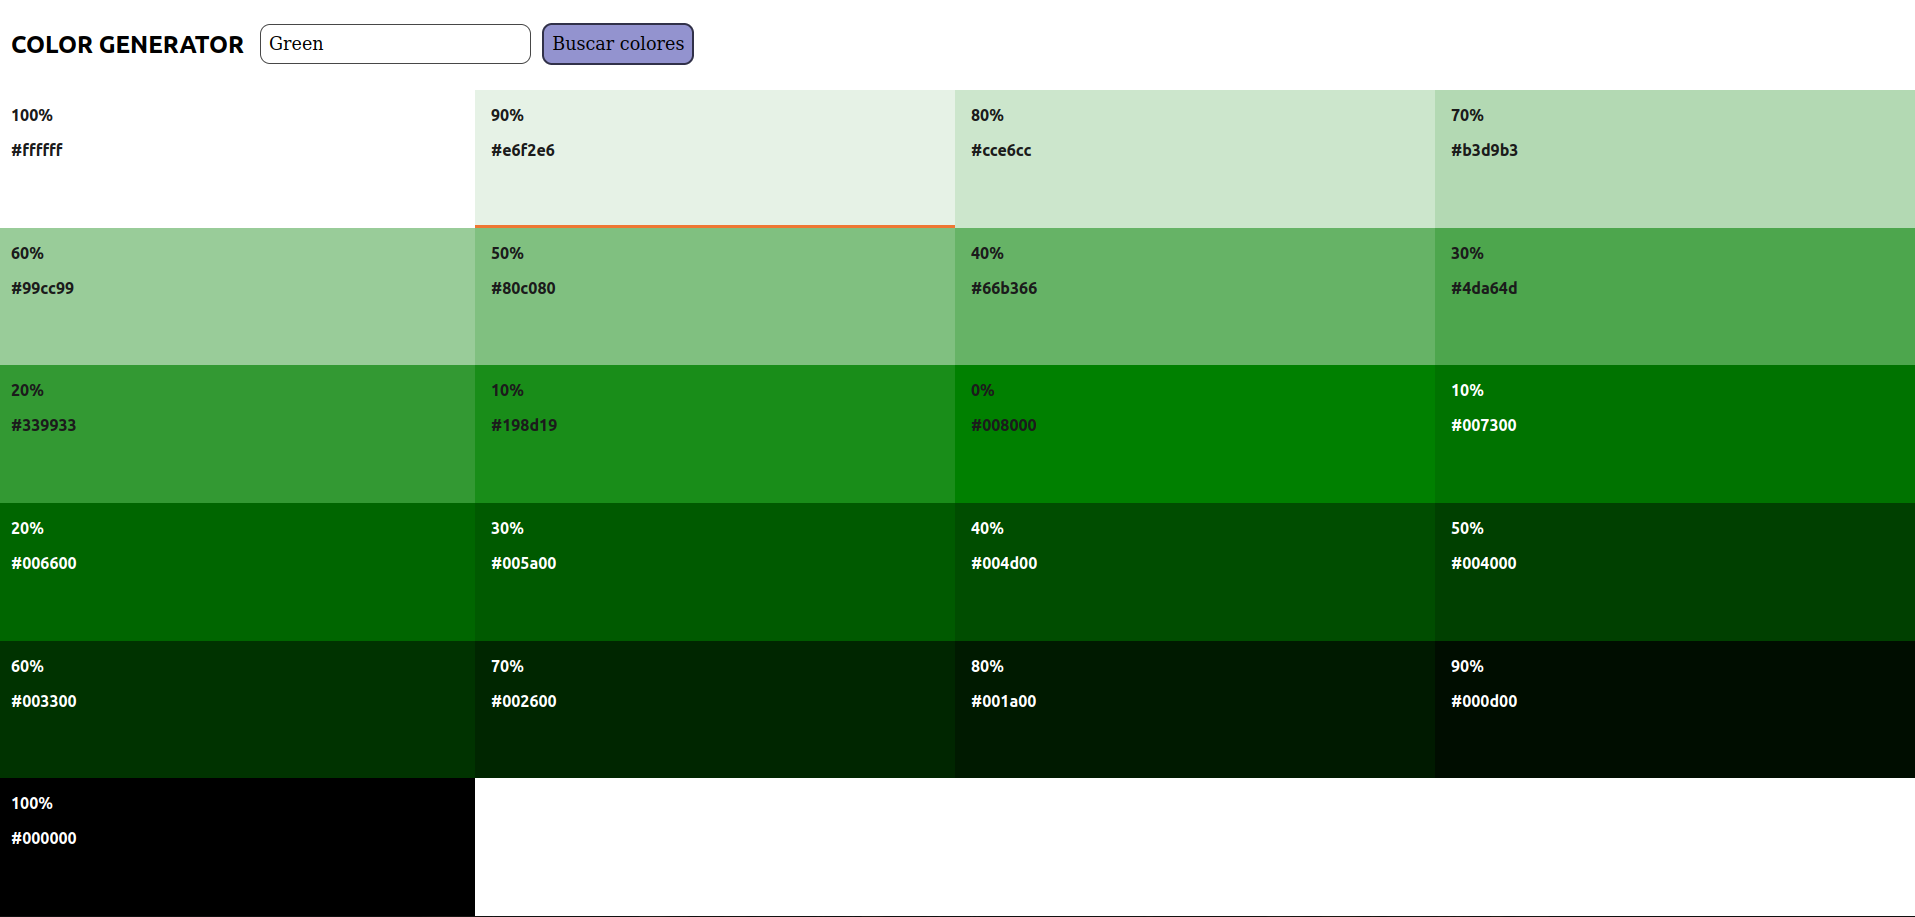 COLOR GENERATOR Green Buscar colores
100% 90% 80% 70%
#ffffff #e6f2e6 #cce6cc #b3d9b3
60% 50% 40% 30%
#99cc99 #80c080 #66b366 #4da64d
20% 10% 0% 10%
#339933 #198d19 #008000 #007300
20% 30% 40% 50%
#006600 #005a00 #004d00 #004000
60% 70% 80% 90%
#003300 #002600 #001a00 #000d00
100%
#000000